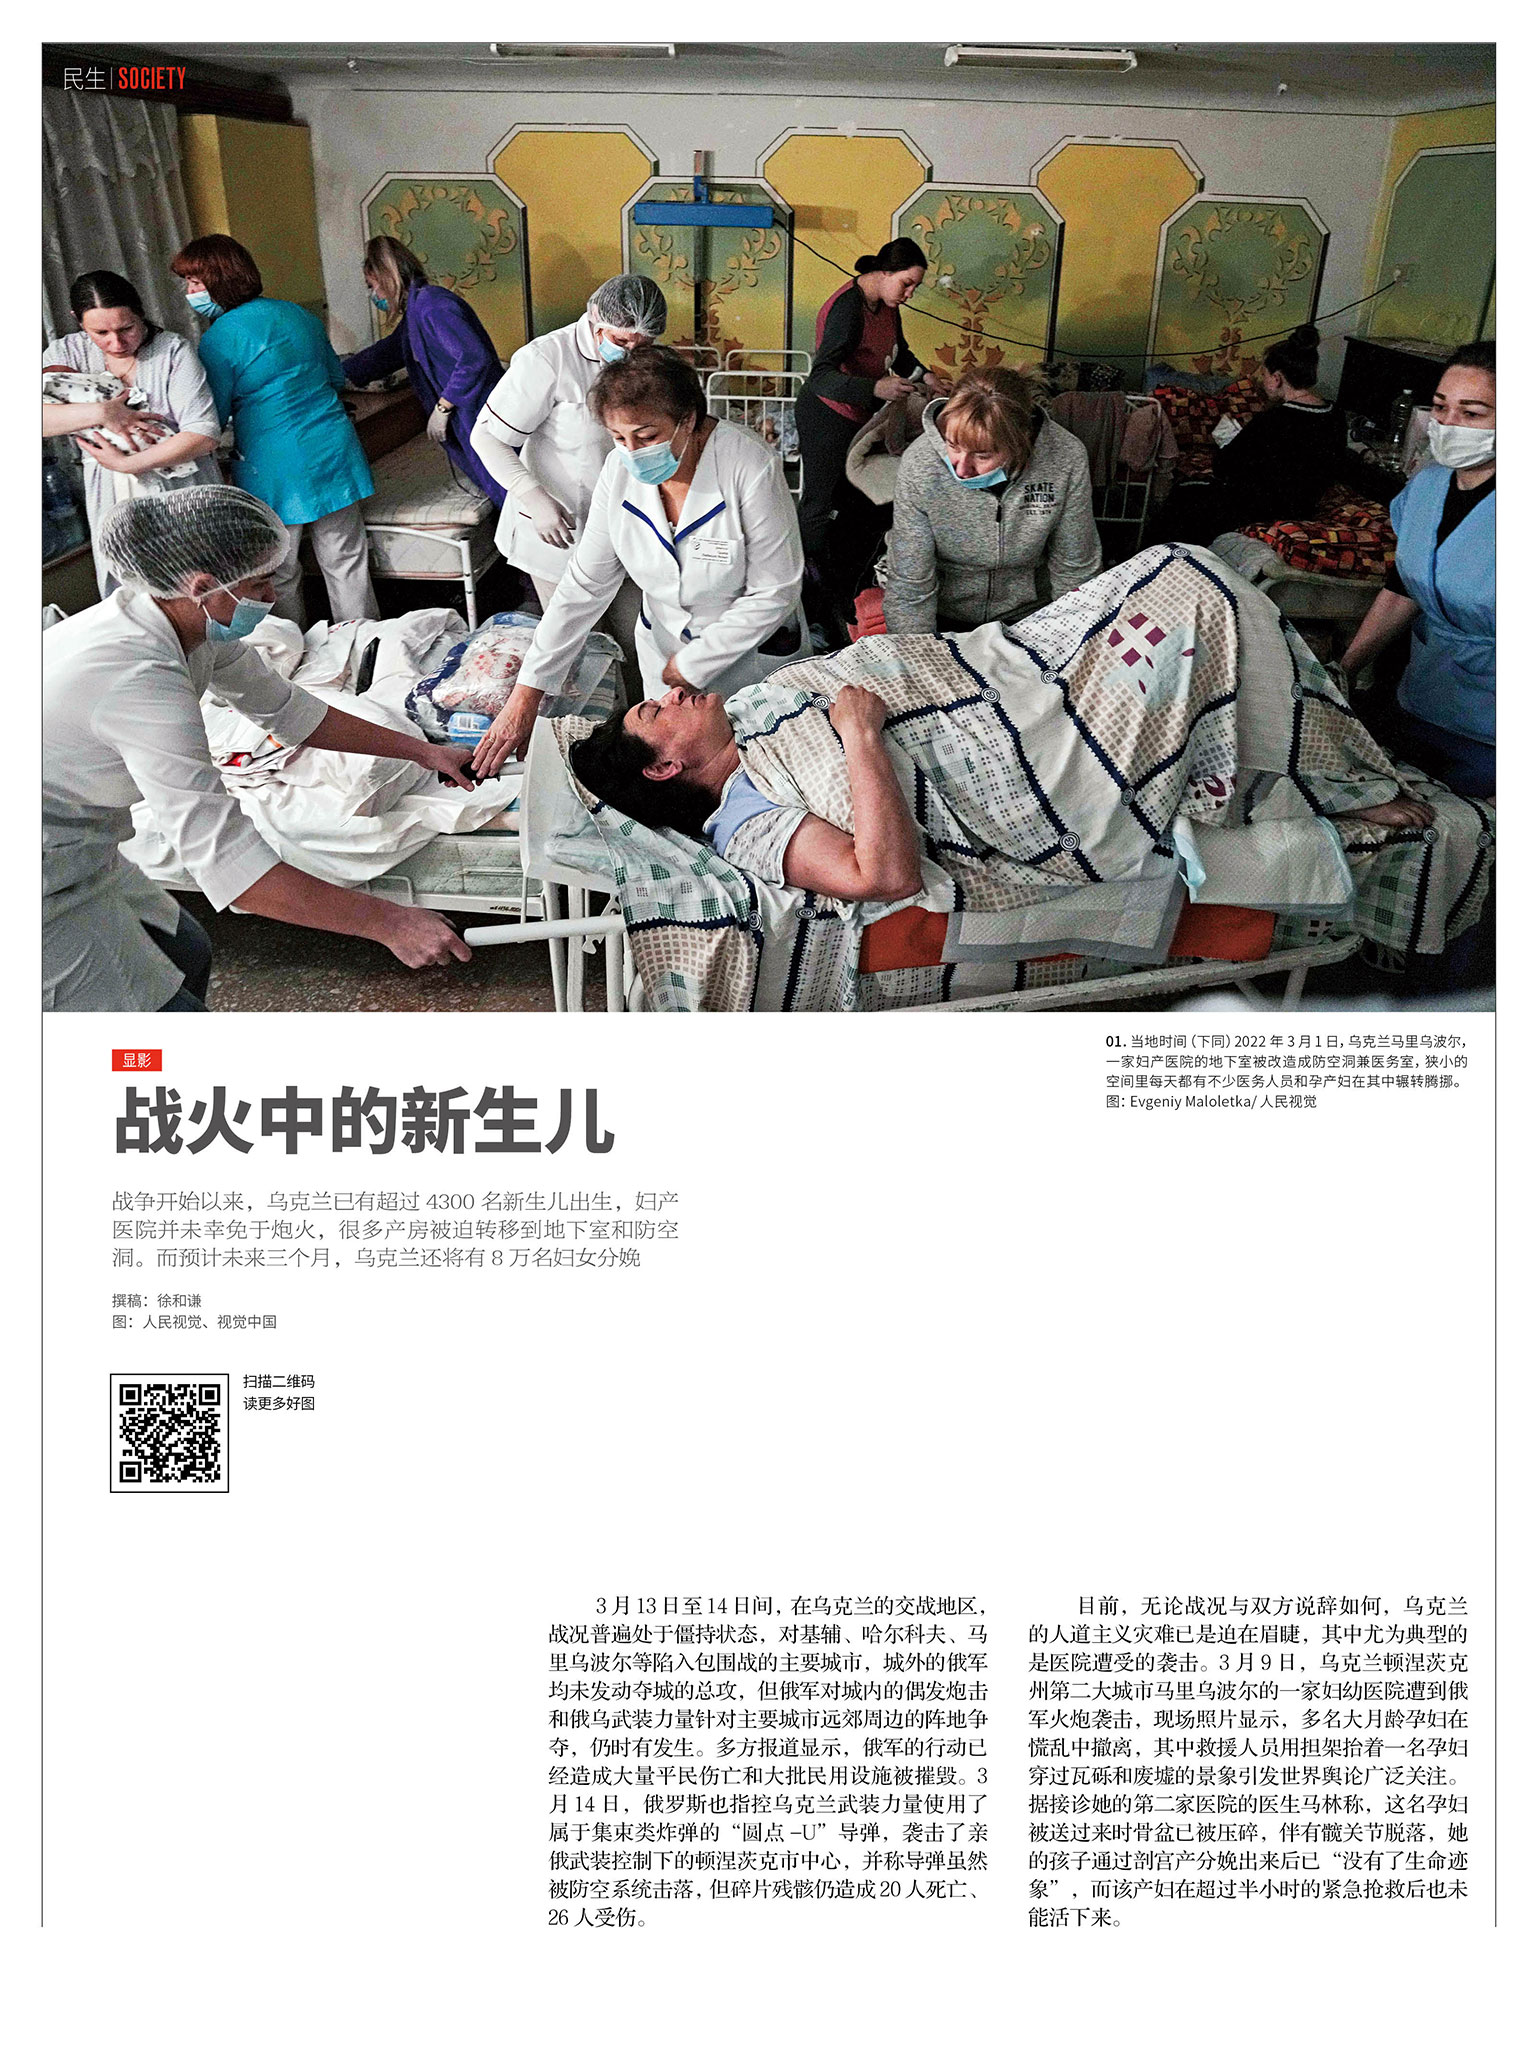 民生 | SOCIETY
SKATE
NATION
01. 当地时间（下同）2022 年 3 月 1 日，乌克兰马里乌波尔，
一家妇产医院的地下室被改造成防空洞兼医务室，狭小的
空间里每天都有不少医务人员和孕产妇在其中辗转腾挪。
图：Evgeniy Maloletka/ 人民视觉
显影
战火中的新生儿
战争开始以来，乌克兰已有超过 4300 名新生儿出生，妇产
医院并未幸免于炮火，很多产房被迫转移到地下室和防空
洞。而预计未来三个月，乌克兰还将有 8 万名妇女分娩
撰稿：徐和谦
图：人民视觉、视觉中国
扫描二维码
读更多好图
3 月 13 日至 14 日间，在乌克兰的交战地区，
战况普遍处于僵持状态，对基辅、哈尔科夫、马
里乌波尔等陷入包围战的主要城市，城外的俄军
均未发动夺城的总攻，但俄军对城内的偶发炮击
和俄乌武装力量针对主要城市远郊周边的阵地争
夺，仍时有发生。多方报道显示，俄军的行动已
经造成大量平民伤亡和大批民用设施被摧毁。3
月 14 日，俄罗斯也指控乌克兰武装力量使用了
属于集束类炸弹的“圆点 –U”导弹，袭击了亲
俄武装控制下的顿涅茨克市中心，并称导弹虽然
被防空系统击落，但碎片残骸仍造成 20 人死亡、
26 人受伤。
目前，无论战况与双方说辞如何，乌克兰
的人道主义灾难已是迫在眉睫，其中尤为典型的
是医院遭受的袭击。3 月 9 日，乌克兰顿涅茨克
州第二大城市马里乌波尔的一家妇幼医院遭到俄
军火炮袭击，现场照片显示，多名大月龄孕妇在
慌乱中撤离，其中救援人员用担架抬着一名孕妇
穿过瓦砾和废墟的景象引发世界舆论广泛关注。
据接诊她的第二家医院的医生马林称，这名孕妇
被送过来时骨盆已被压碎，伴有髋关节脱落，她
的孩子通过剖宫产分娩出来后已“没有了生命迹
象”，而该产妇在超过半小时的紧急抢救后也未
能活下来。